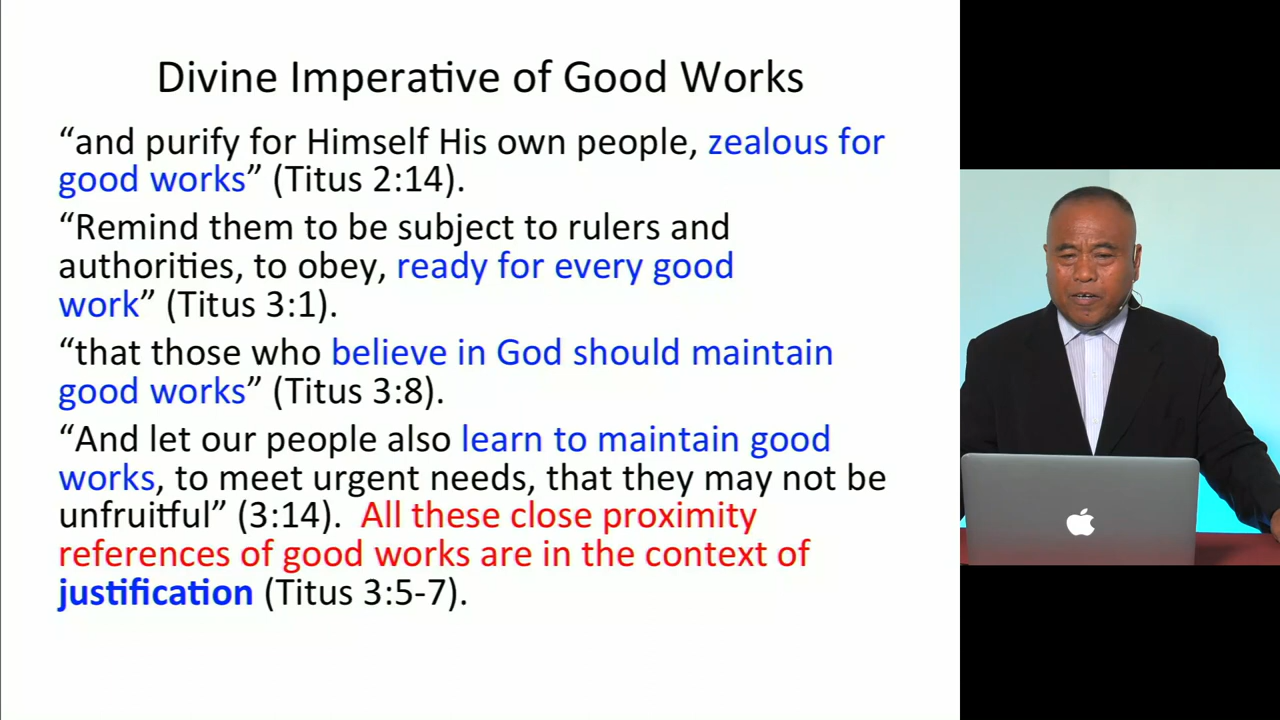 Divine Imperative of Good Works
“and purify for Himself His own people, zealous for
good works” (Titus 2:14).
“Remind them to be subject to rulers and
authorities, to obey, ready for every good
work” (Titus 3:1).
“that those who believe in God should maintain
good works” (Titus 3:8).
“And let our people also learn to maintain good
works, to meet urgent needs, that they may not be
unfruitful” (3:14).  All these close proximity
references of good works are in the context of
justification (Titus 3:5-7).